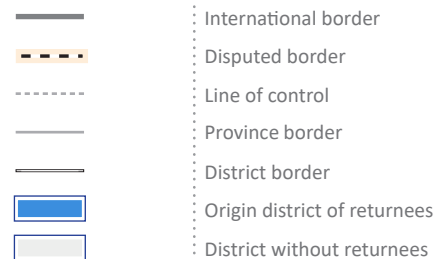 International border
Disputed border
Line of control
Province border
District border
Origin district of returnees
District without returnees